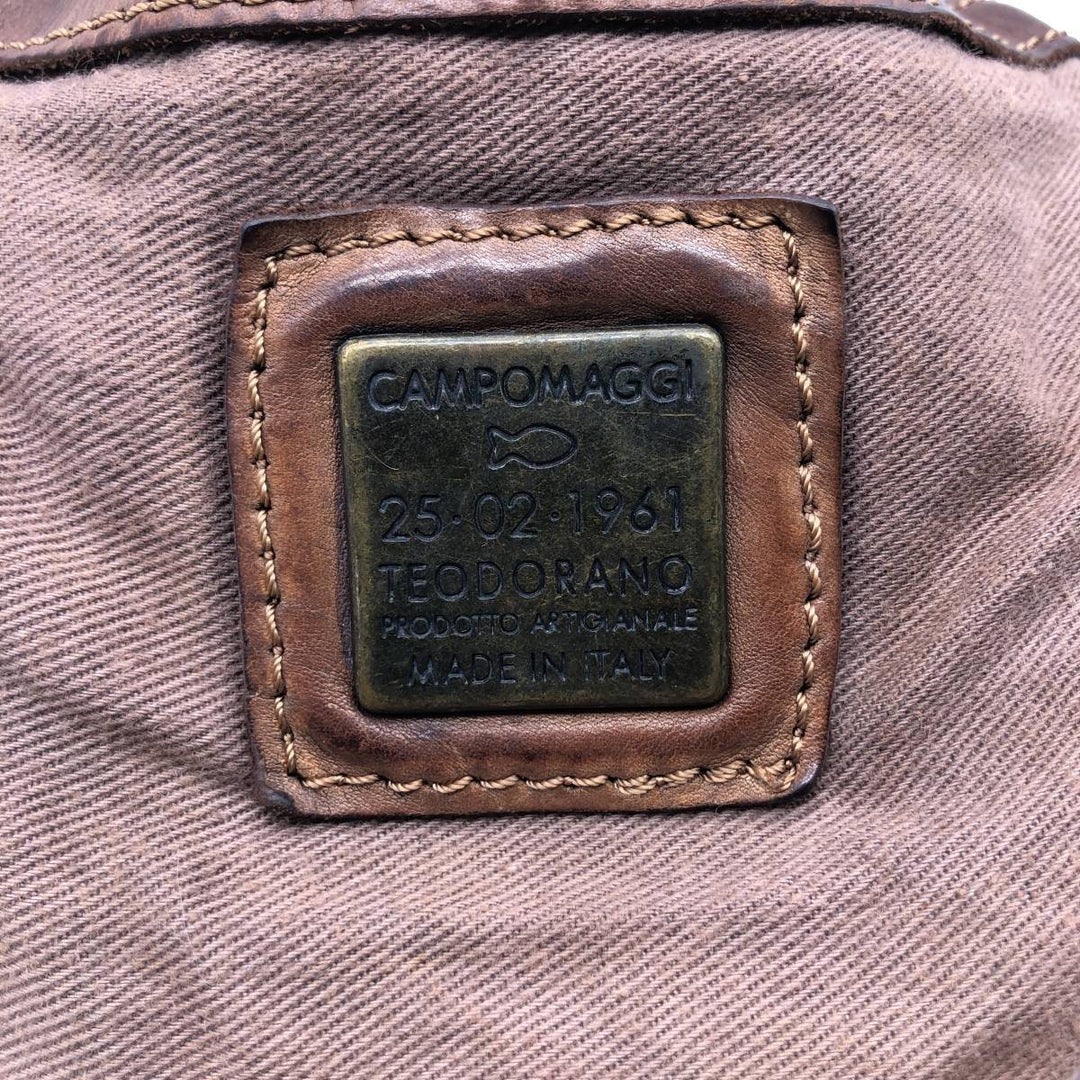 CAMPOMAGGI
25·02·1961
TEODORANO
PRODOTTO ARTIGIANALE
MADE IN ITALY